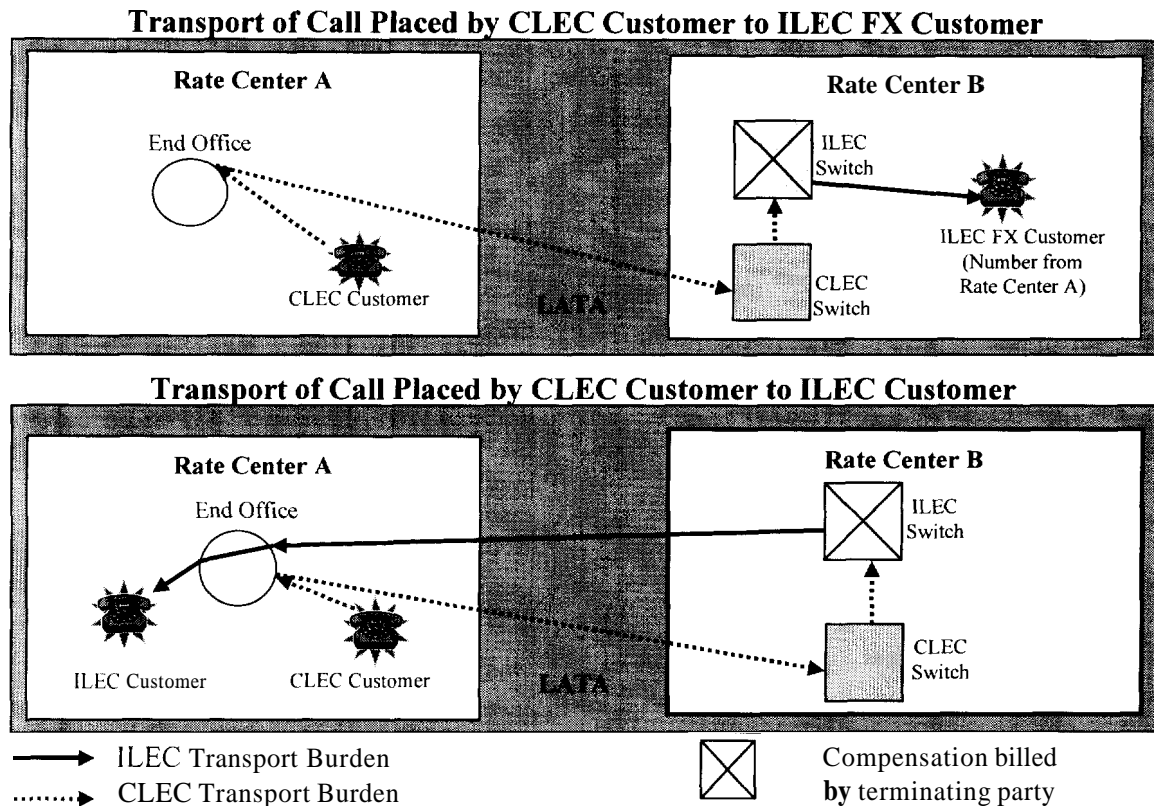 Transport of Call Placed by CLEC Customer to ILEC FX Customer
Rate Center A
Rate Center B
End Office
ILEC
Switch
CLEC Customer
LATA
CLEC
Switch
ILEC FX Customer
(Number from
Rate Center A)
Transport of Call Placed by CLEC Customer to ILEC Customer
Rate Center A
Rate Center B
End Office
ILEC
Switch
ILEC Customer
CLEC Customer
LATA
CLEC
Switch
ILEC Transport Burden
CLEC Transport Burden
Compensation billed
by terminating party